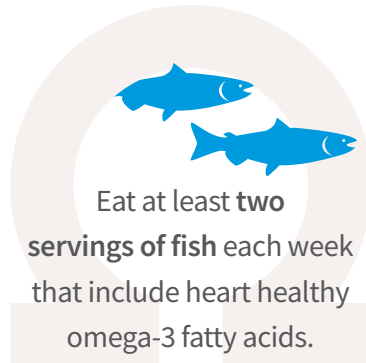 Eat at least two
servings of fish each week
that include heart healthy
omega-3 fatty acids.